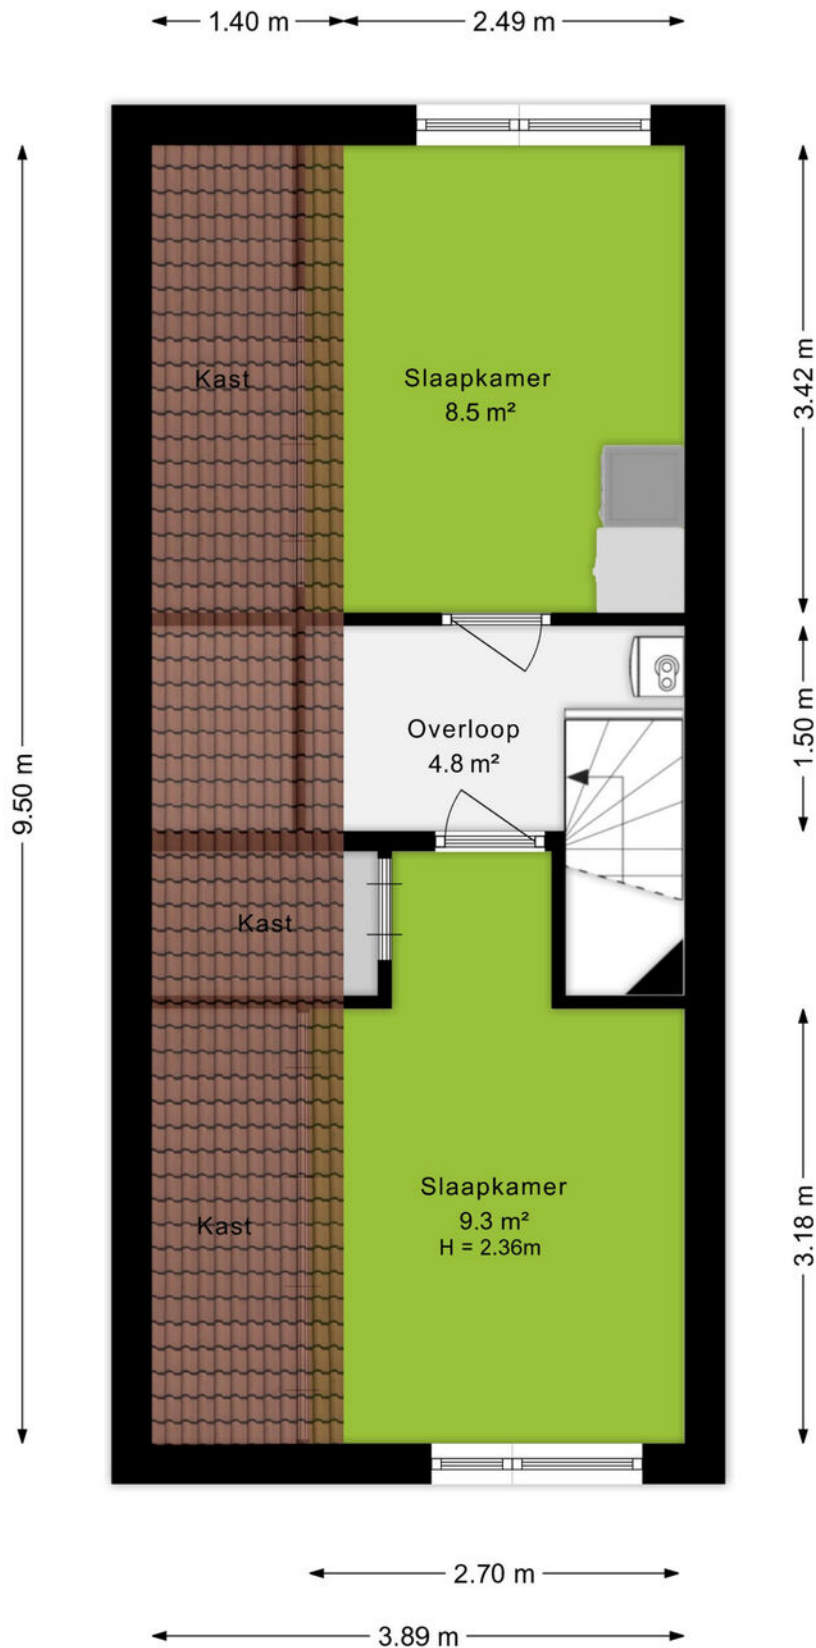 1.40 m
2.49 m
Kast
Slaapkamer
8.5 m²
3.42 m
Overloop
4.8 m²
1.50 m
9.50 m
Kast
Slaapkamer
9.3 m²
H = 2.36m
Kast
3.18 m
2.70 m
3.89 m